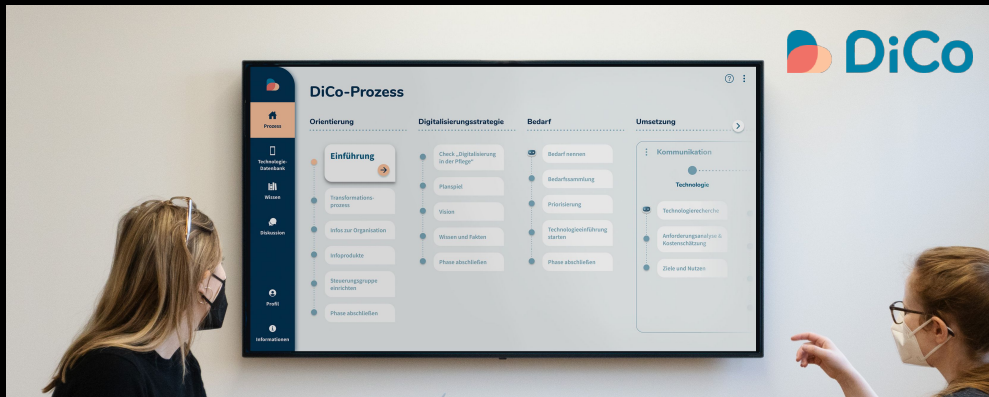 DiCo
DiCo-Prozess
Prozess
Technologie-
Datenbank
Wissen
Diskussion
Profil
Informationen
Orientierung
Einführung
Transformations-
prozess
Infos zur Organisation
Infoprodukte
Steuerungsgruppe
einrichten
Phase abschließen
Digitalisierungsstrategie
Check „Digitalisierung
in der Pflege“
Planspiel
Vision
Wissen und Fakten
Phase abschließen
Bedarf
Bedarf nennen
Bedarfssammlung
Priorisierung
Technologieeinführung
starten
Phase abschließen
Umsetzung
Kommunikation
Technologie
Technologierecherche
Anforderungsanalyse &
Kostenschätzung
Ziele und Nutzen